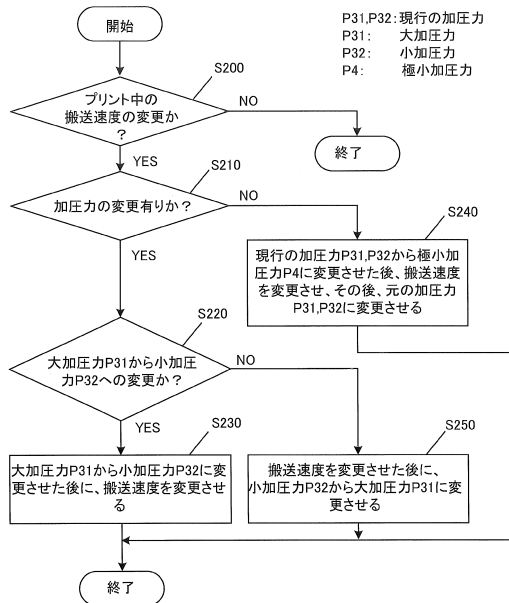 開始
P31,P32:現行の加圧力
P31: 大加圧力
P32: 小加圧力
P4: 極小加圧力
S200
プリント中の
搬送速度の変更か
?
NO
終了
YES
S210
加圧力の変更有りか?
NO
YES
S240
現行の加圧力P31,P32から極小加
圧力P4に変更させた後、搬送速度
を変更させ、その後、元の加圧力
P31,P32に変更させる
S220
大加圧力P31から小加圧
力P32への変更か?
NO
YES
S230
大加圧力P31から小加圧力P32に変
更させた後に、搬送速度を変更させ
る
S250
搬送速度を変更させた後に、
小加圧力P32から大加圧力P31に変
更させる
終了